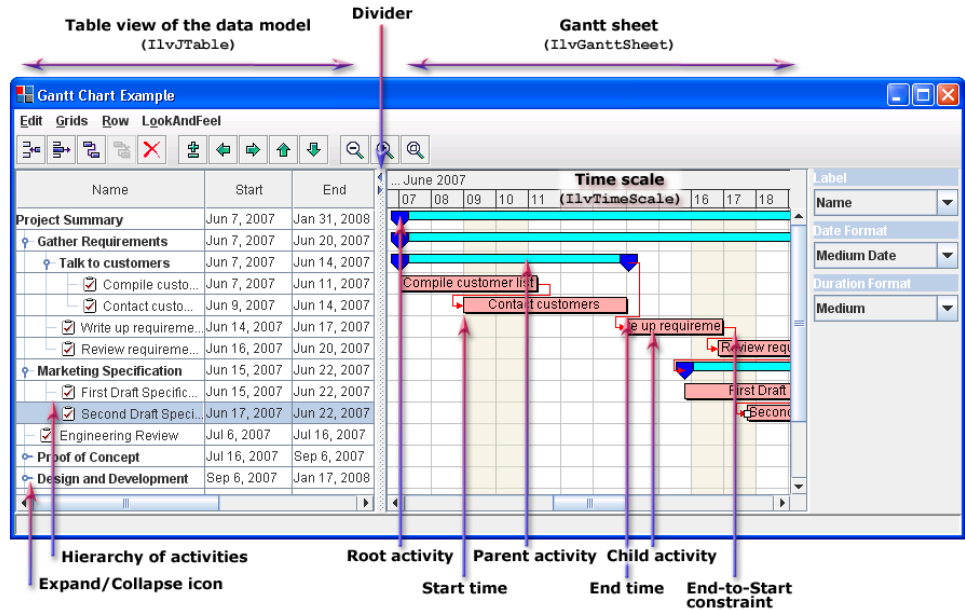 Divider
Table view of the data model
(IlvJTable)
Gantt sheet
(IlvGanttSheet)
Gantt Chart Example
Edit Grids Row LookAndFeel
Name Start End
... June 2007
Time scale
(IlvTimeScale)
07 08 09 10 11 16 17 18
Project Summary Jun 7, 2007 Jan 31, 2008
Gather Requirements Jun 7, 2007 Jun 20, 2007
Talk to customers Jun 7, 2007 Jun 14, 2007
Compile custo... Jun 7, 2007 Jun 11, 2007
Contact custo... Jun 9, 2007 Jun 14, 2007
Write up requireme... Jun 14, 2007 Jun 17, 2007
Review requireme... Jun 16, 2007 Jun 20, 2007
Marketing Specification Jun 15, 2007 Jun 22, 2007
First Draft Specific... Jun 15, 2007 Jun 22, 2007
Second Draft Speci... Jun 17, 2007 Jun 22, 2007
Engineering Review Jul 6, 2007 Jul 16, 2007
Proof of Concept Jul 16, 2007 Sep 6, 2007
Design and Development Sep 6, 2007 Jan 17, 2008
Compile customer list
Contact customers
e up requireme
Review requ
First Draft
Second
Label
Name
Date Format
Medium Date
Duration Format
Medium
Hierarchy of activities
Expand/Collapse icon
Root activity
Parent activity
Child activity
Start time
End time
End-to-Start
constraint